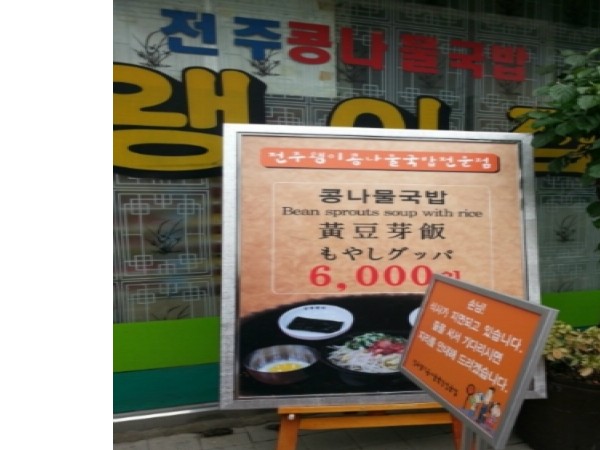 전주콩나물국밥
왱이
전주왱이콩나물국밥전문점
콩나물국밥
Bean sprouts soup with rice
黃豆芽飯
もやしグッパ
6,000원
손님!
식사가 지연되고 있습니다.
줄을 서서 기다리시면
자리를 안내해 드리겠습니다.